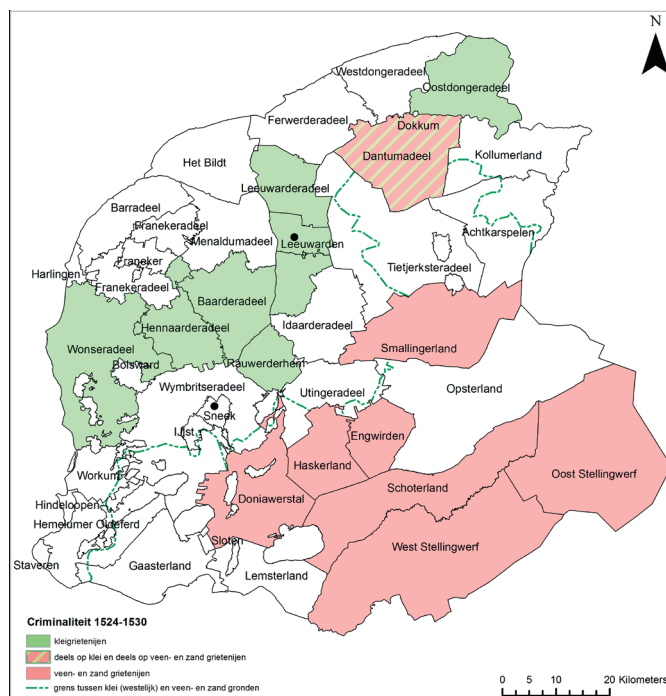 N
Westdongeradeel
Oostdongeradeel
Ferwerderadeel
Dokkum
Dantumadeel
Kollumerland
Het Bildt
Leeuwarderadeel
Barradeel
Franekeradeel
Menaldumadeel
Leeuwarden
Achtkarspelen
Franeker
Tietjerksteradeel
Harlingen
Franekeradeel
Baarderadeel
Idaarderadeel
Hennaarderadeel
Wonseradeel
Smallingerland
Bolsward
Rauwerderhem
Wymbritseradeel
Utingeradeel
Opsterland
Sneek
IJlst
Engwirden
Haskerland
Oost Stellingwerf
Workum
Schoterland
Doniawerstal
Hindeloopen
Hemelumer Oldeferd
Sloten
West Stellingwerf
Staveren
Gaasterland
Lemsterland
Criminaliteit 1524-1530
kleigrietenijen
deels op klei en deels op veen- en zand grietenijen
veen- en zand grietenijen
grens tussen klei (westelijk) en veen- en zand gronden
0 5 10 20 Kilometers